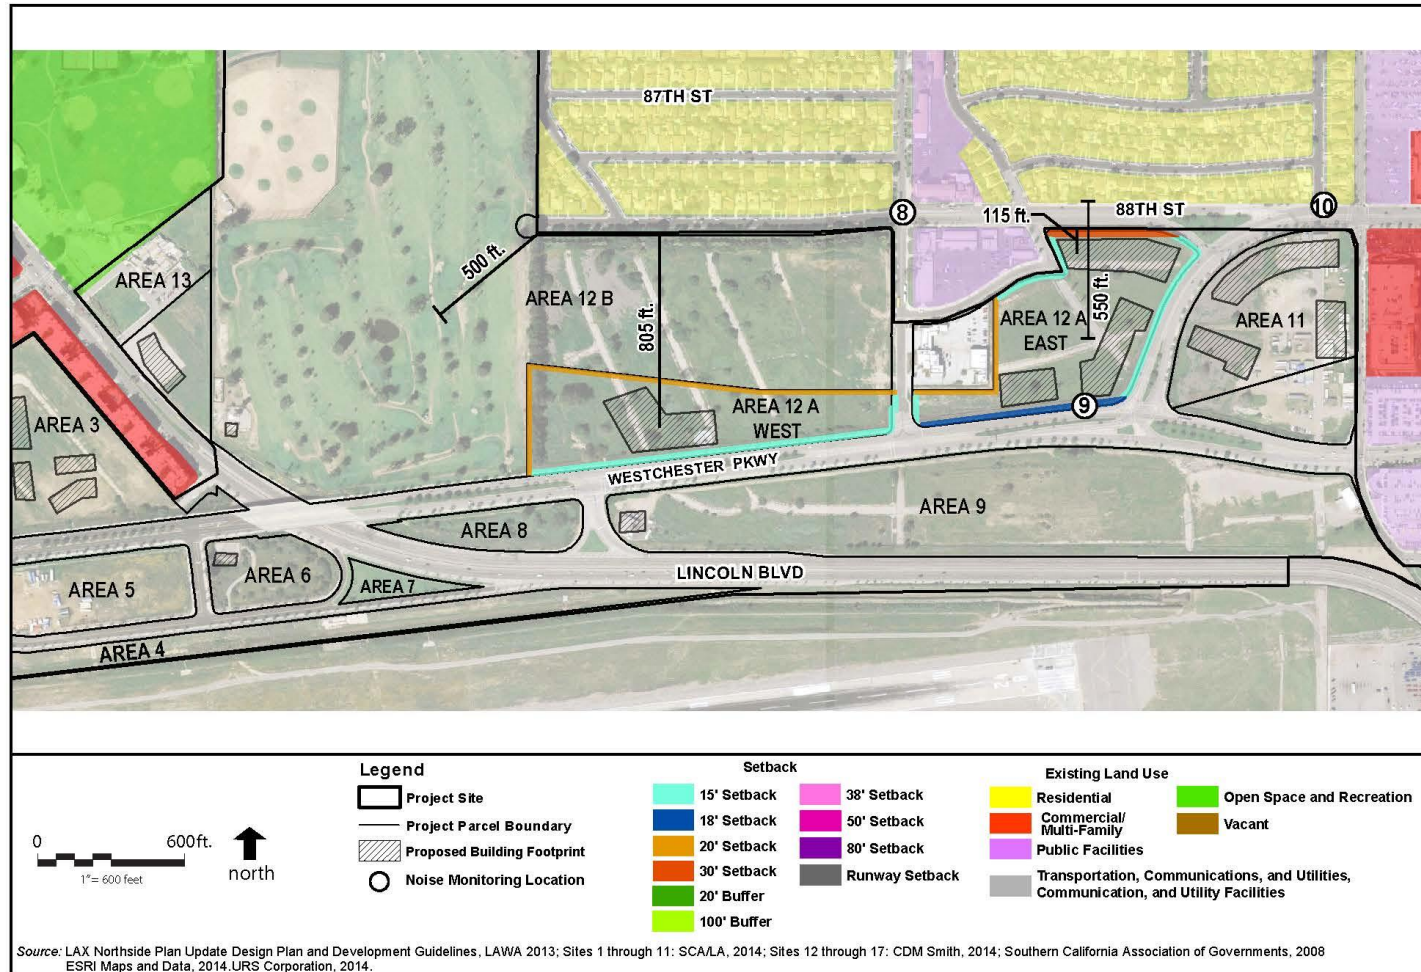 87TH ST
8
115 ft.
88TH ST
10
500 ft.
AREA 13
AREA 12 B
805 ft.
AREA 12 A
EAST
550 ft.
AREA 11
AREA 3
AREA 12 A
WEST
9
WESTCHESTER PKWY
AREA 8
AREA 9
AREA 5
AREA 6
AREA 7
LINCOLN BLVD
AREA 4
0 600ft.
1"= 600 feet
north
Legend
Project Site
Project Parcel Boundary
Proposed Building Footprint
Noise Monitoring Location
Setback
15' Setback
18' Setback
20' Setback
30' Setback
20' Buffer
100' Buffer
38' Setback
50' Setback
80' Setback
Runway Setback
Existing Land Use
Residential
Commercial/
Multi-Family
Public Facilities
Transportation, Communications, and Utilities,
Communication, and Utility Facilities
Open Space and Recreation
Vacant
Source: LAX Northside Plan Update Design Plan and Development Guidelines, LAWA 2013; Sites 1 through 11: SCA/LA, 2014; Sites 12 through 17: CDM Smith, 2014; Southern California Association of Governments, 2008
ESRI Maps and Data, 2014.URS Corporation, 2014.